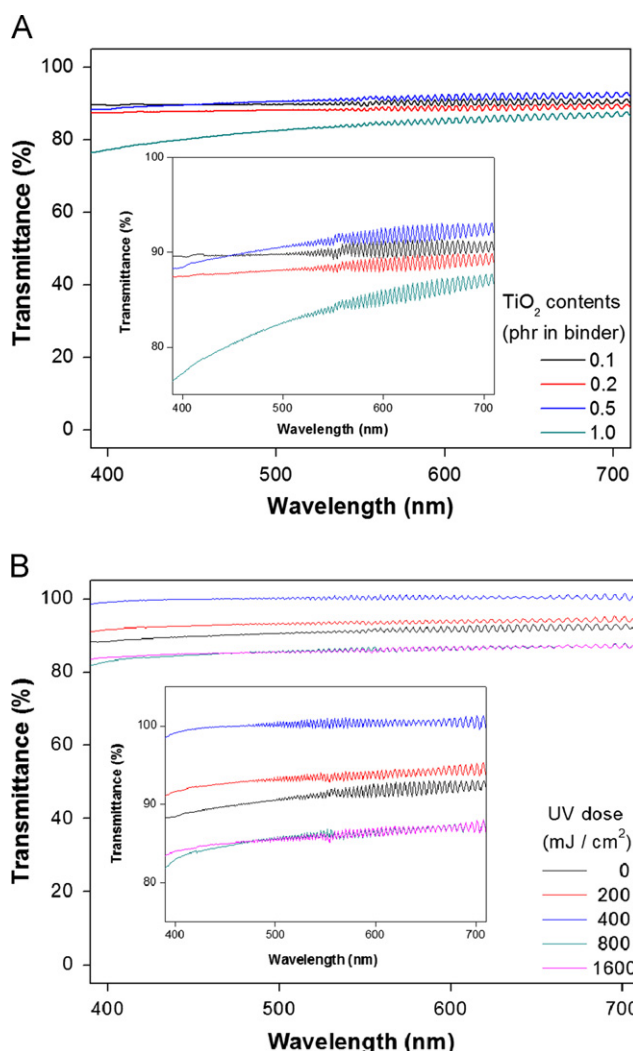 A
100
80
60
40
20
0
Transmittance (%)
400 500 600 700
Wavelength (nm)
100
90
80
Transmittance (%)
400 500 600 700
Wavelength (nm)
TiO2 contents
(phr in binder)
0.1
0.2
0.5
1.0
B
100
80
60
40
20
0
Transmittance (%)
400 500 600 700
Wavelength (nm)
100
90
80
Transmittance (%)
400 500 600 700
Wavelength (nm)
UV dose
(mJ / cm2)
0
200
400
800
1600